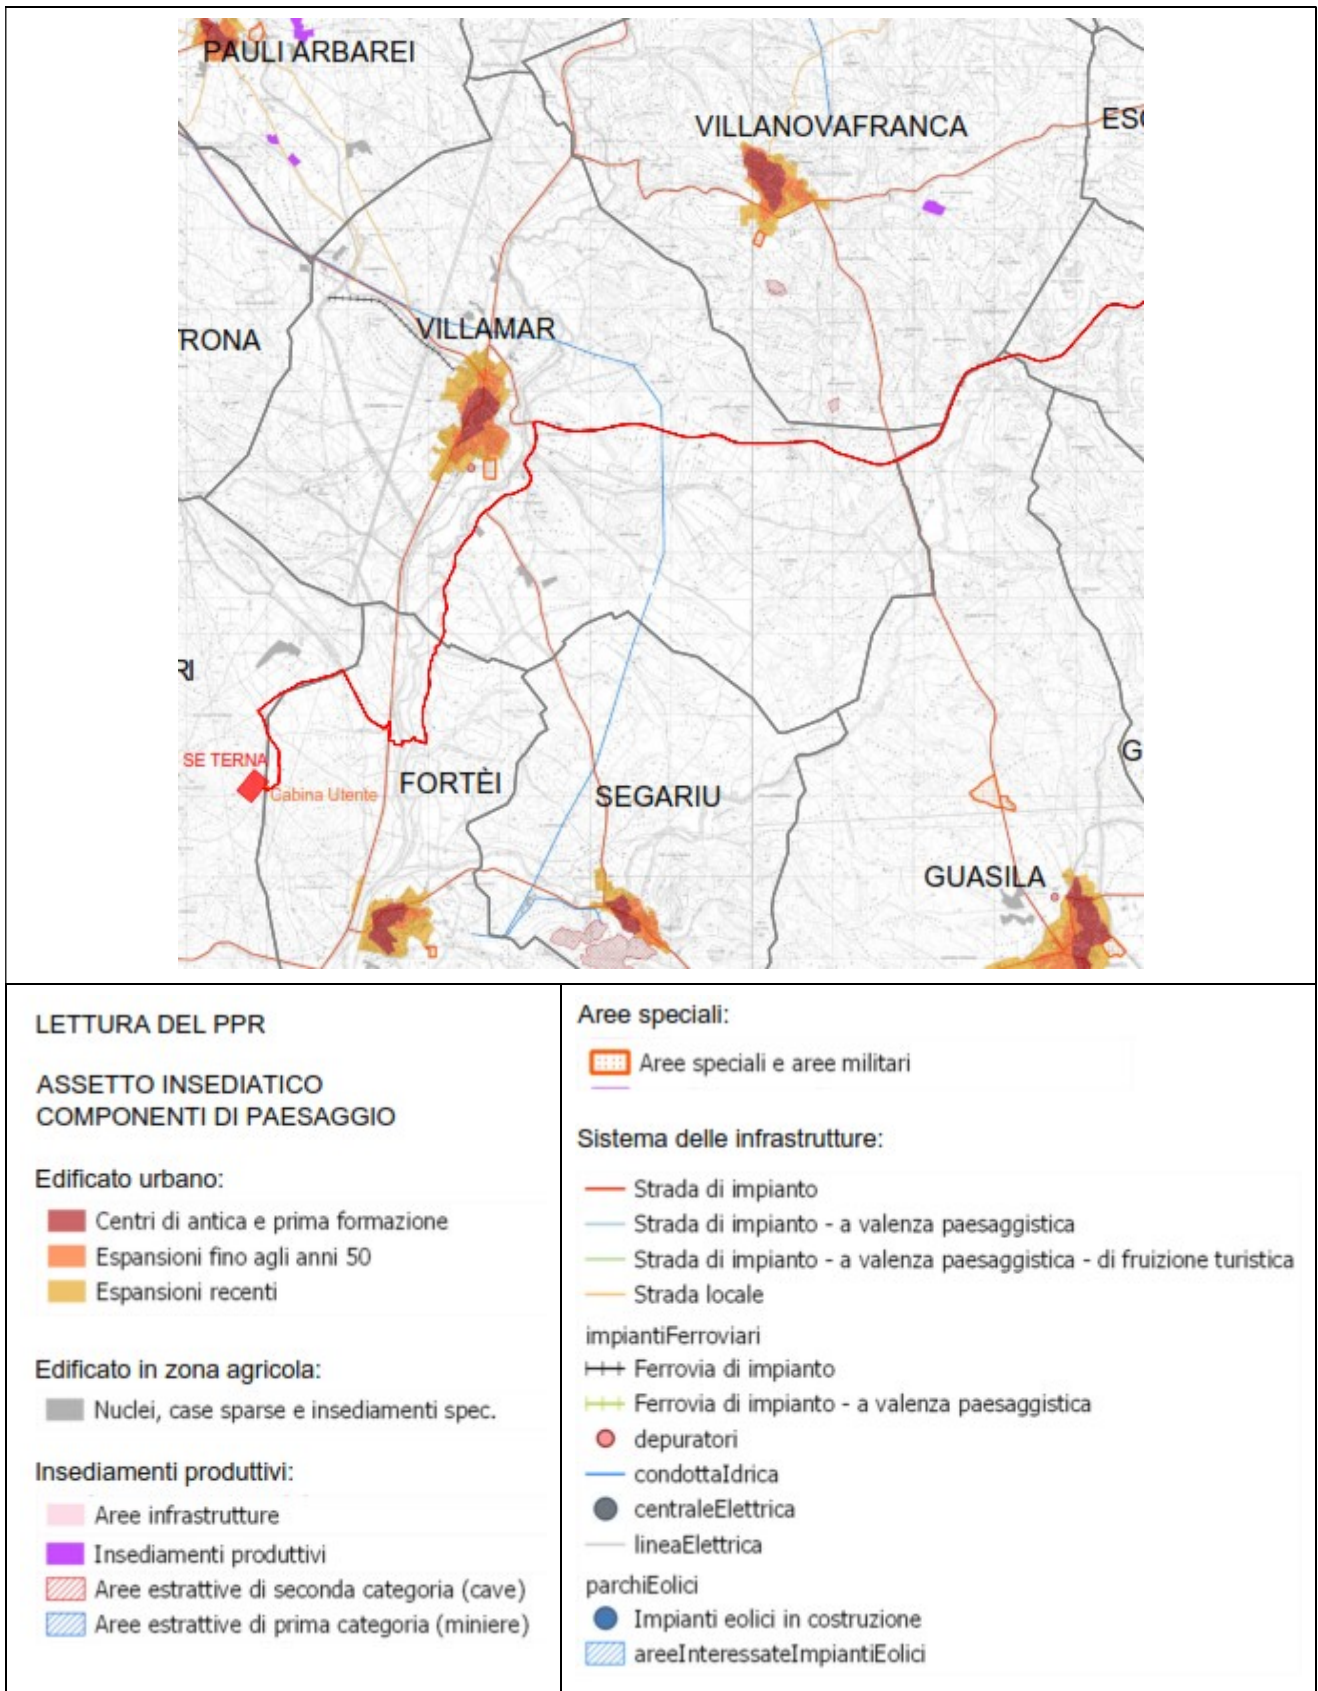 PAULI ARBAREI
VILLANOVAFRANCA
ESC
TRONA
VILLAMAR
RI
SE TERNA
Cabina Utente
FORTÈI
SEGARIU
G
GUASILA
LETTURA DEL PPR
ASSETTO INSEDIATICO
COMPONENTI DI PAESAGGIO
Edificato urbano:
Centri di antica e prima formazione
Espansioni fino agli anni 50
Espansioni recenti
Edificato in zona agricola:
Nuclei, case sparse e insediamenti spec.
Insediamenti produttivi:
Aree infrastrutture
Insediamenti produttivi
Aree estrattive di seconda categoria (cave)
Aree estrattive di prima categoria (miniere)
Aree speciali:
Aree speciali e aree militari
Sistema delle infrastrutture:
Strada di impianto
Strada di impianto - a valenza paesaggistica
Strada di impianto - a valenza paesaggistica - di fruizione turistica
Strada locale
impiantiFerroviari
Ferrovia di impianto
Ferrovia di impianto - a valenza paesaggistica
depuratori
condottaIdrica
centraleElettrica
lineaElettrica
parchiEolici
Impianti eolici in costruzione
areeInteressateImpiantiEolici